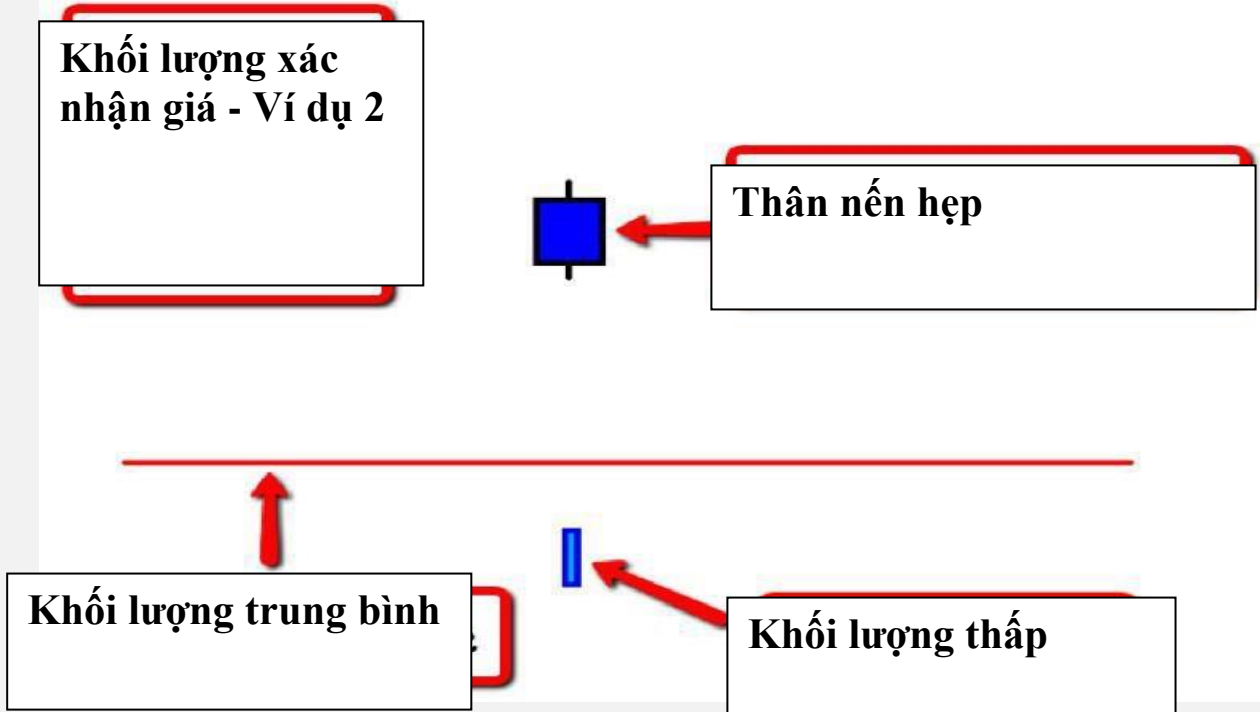 Khối lượng xác
nhận giá - Ví dụ 2
Thân nến hẹp
Khối lượng trung bình
Khối lượng thấp